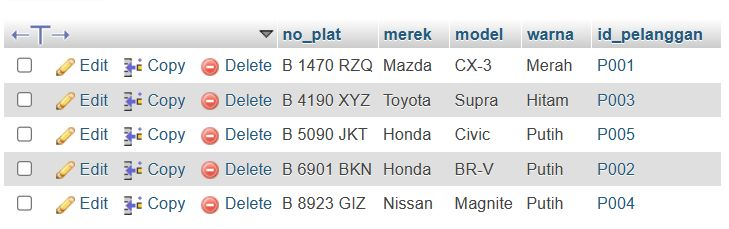 no_plat merek model warna id_pelanggan
Edit Copy Delete B 1470 RZQ Mazda CX-3 Merah P001
Edit Copy Delete B 4190 XYZ Toyota Supra Hitam P003
Edit Copy Delete B 5090 JKT Honda Civic Putih P005
Edit Copy Delete B 6901 BKN Honda BR-V Putih P002
Edit Copy Delete B 8923 GIZ Nissan Magnite Putih P004